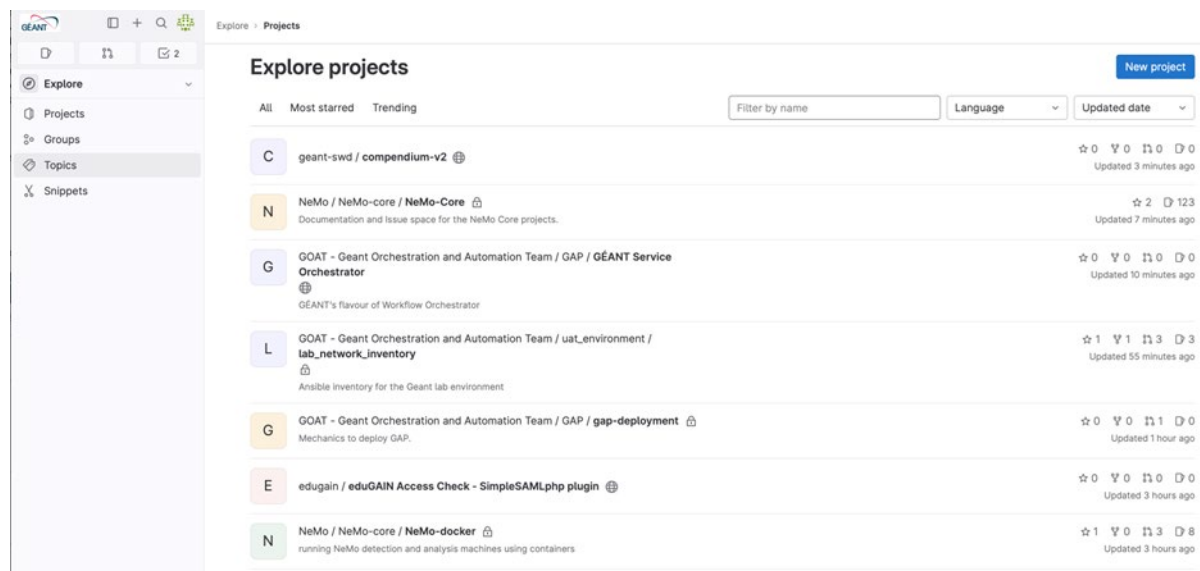 GÉANT
2
Explore > Projects
Explore
Projects
Groups
Topics
Snippets
Explore projects
New project
All Most starred Trending
Filter by name Language Updated date
C geant-swd / compendium-v2 0 0 0 0
Updated 3 minutes ago
N NeMo / NeMo-core / NeMo-Core 2 123
Documentation and Issue space for the NeMo Core projects. Updated 7 minutes ago
GOAT - Geant Orchestration and Automation Team / GAP / GÉANT Service 0 0 0 0
G Orchestrator Updated 10 minutes ago
GÉANT's flavour of Workflow Orchestrator
GOAT - Geant Orchestration and Automation Team / uat_environment / 1 1 3 3
L lab_network_inventory Updated 55 minutes ago
Ansible inventory for the Geant lab environment
G GOAT - Geant Orchestration and Automation Team / GAP / gap-deployment 0 0 1 0
Mechanics to deploy GAP. Updated 1 hour ago
E edugain / eduGAIN Access Check - SimpleSAMLphp plugin 0 0 0 0
Updated 3 hours ago
N NeMo / NeMo-core / NeMo-docker 1 0 3 8
running NeMo detection and analysis machines using containers Updated 3 hours ago